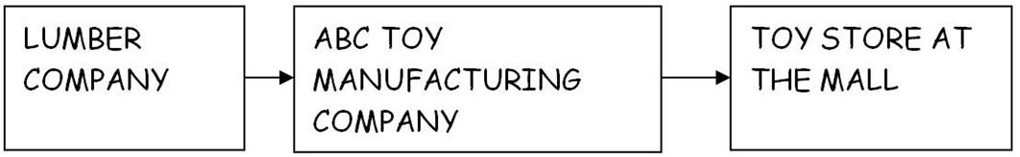 LUMBER
COMPANY
ABC TOY
MANUFACTURING
COMPANY
TOY STORE AT
THE MALL